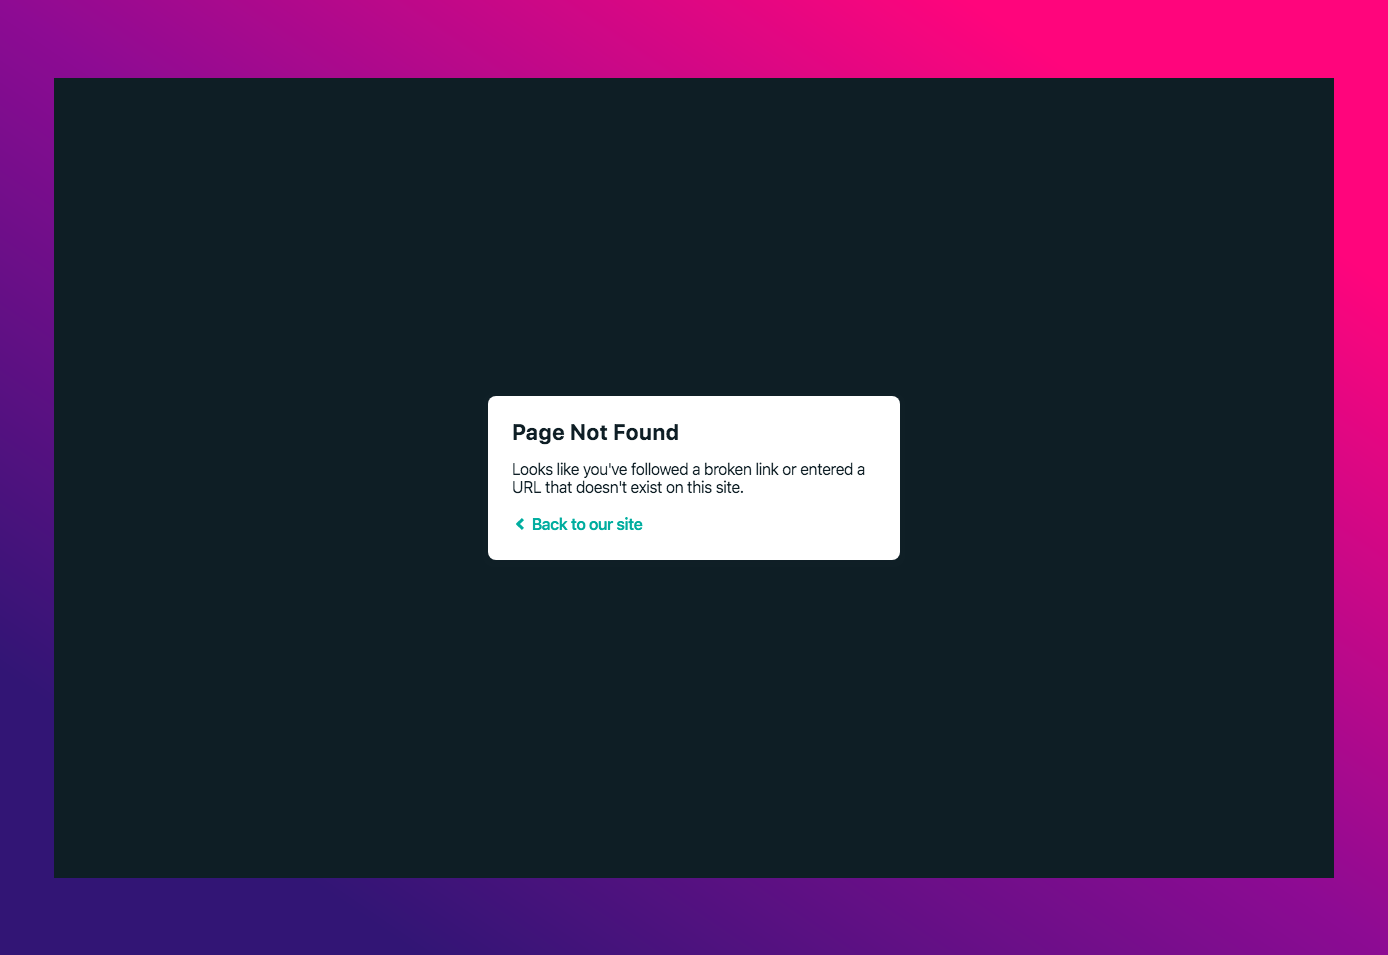 Page Not Found
Looks like you've followed a broken link or entered a
URL that doesn't exist on this site.
Back to our site